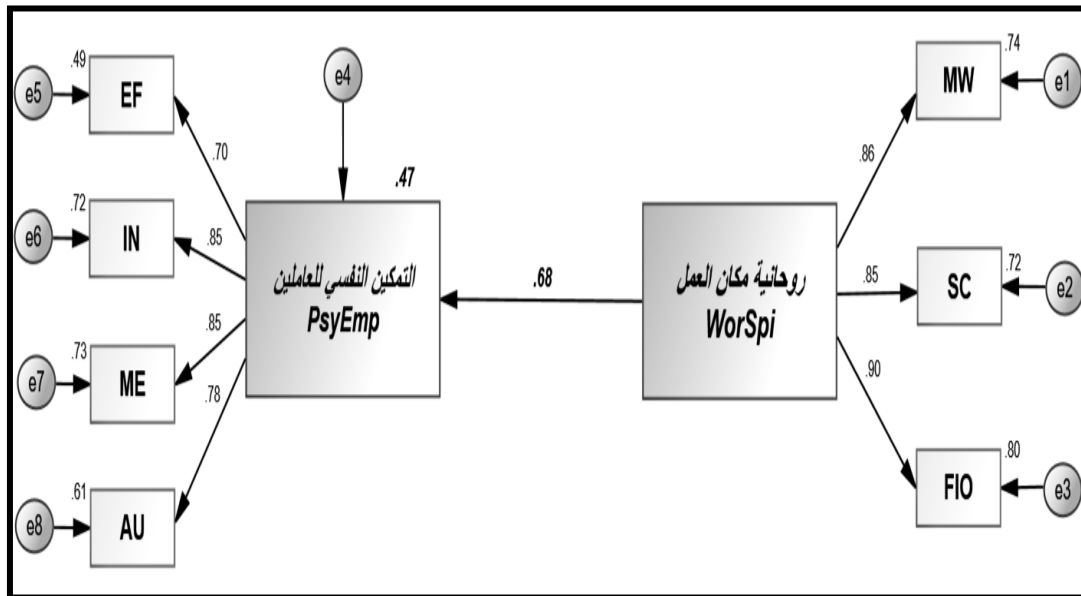 .49
e5
EF
.70
.72
e6
IN
.85
.73
e7
ME
.85
.61
e8
AU
.78
e4
.47
التمكين النفسي للعاملين
PsyEmp
.68
روحانية مكان العمل
WorSpi
.86
.74
MW
e1
.85
.72
SC
e2
.90
.80
FIO
e3